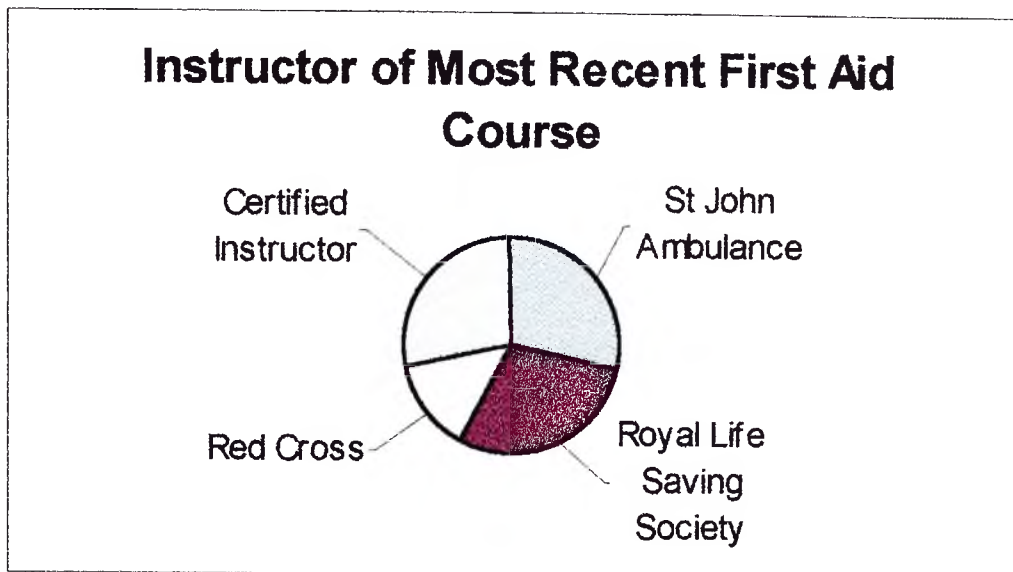 Instructor of Most Recent First Aid
Course
Certified
Instructor
St John
Ambulance
Red Cross
Royal Life
Saving
Society